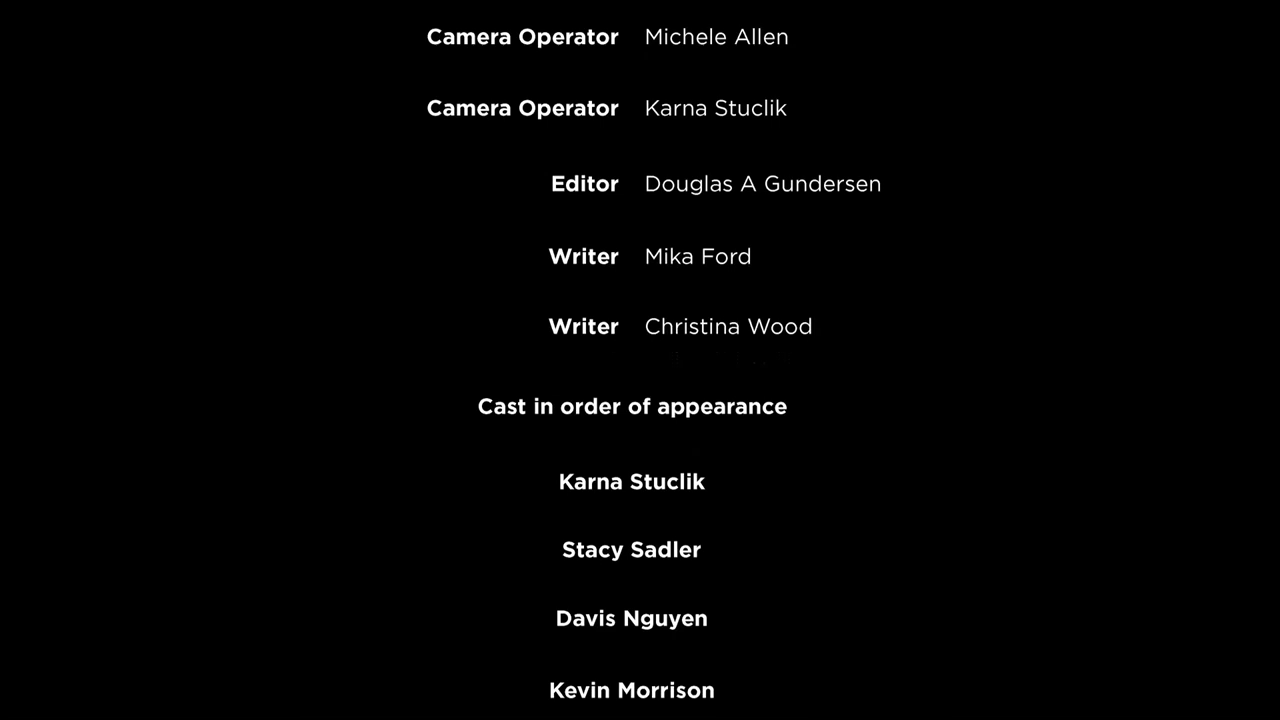 Camera Operator Michele Allen
Camera Operator Karna Stuclik
Editor Douglas A Gundersen
Writer Mika Ford
Writer Christina Wood
Cast in order of appearance
Karna Stuclik
Stacy Sadler
Davis Nguyen
Kevin Morrison